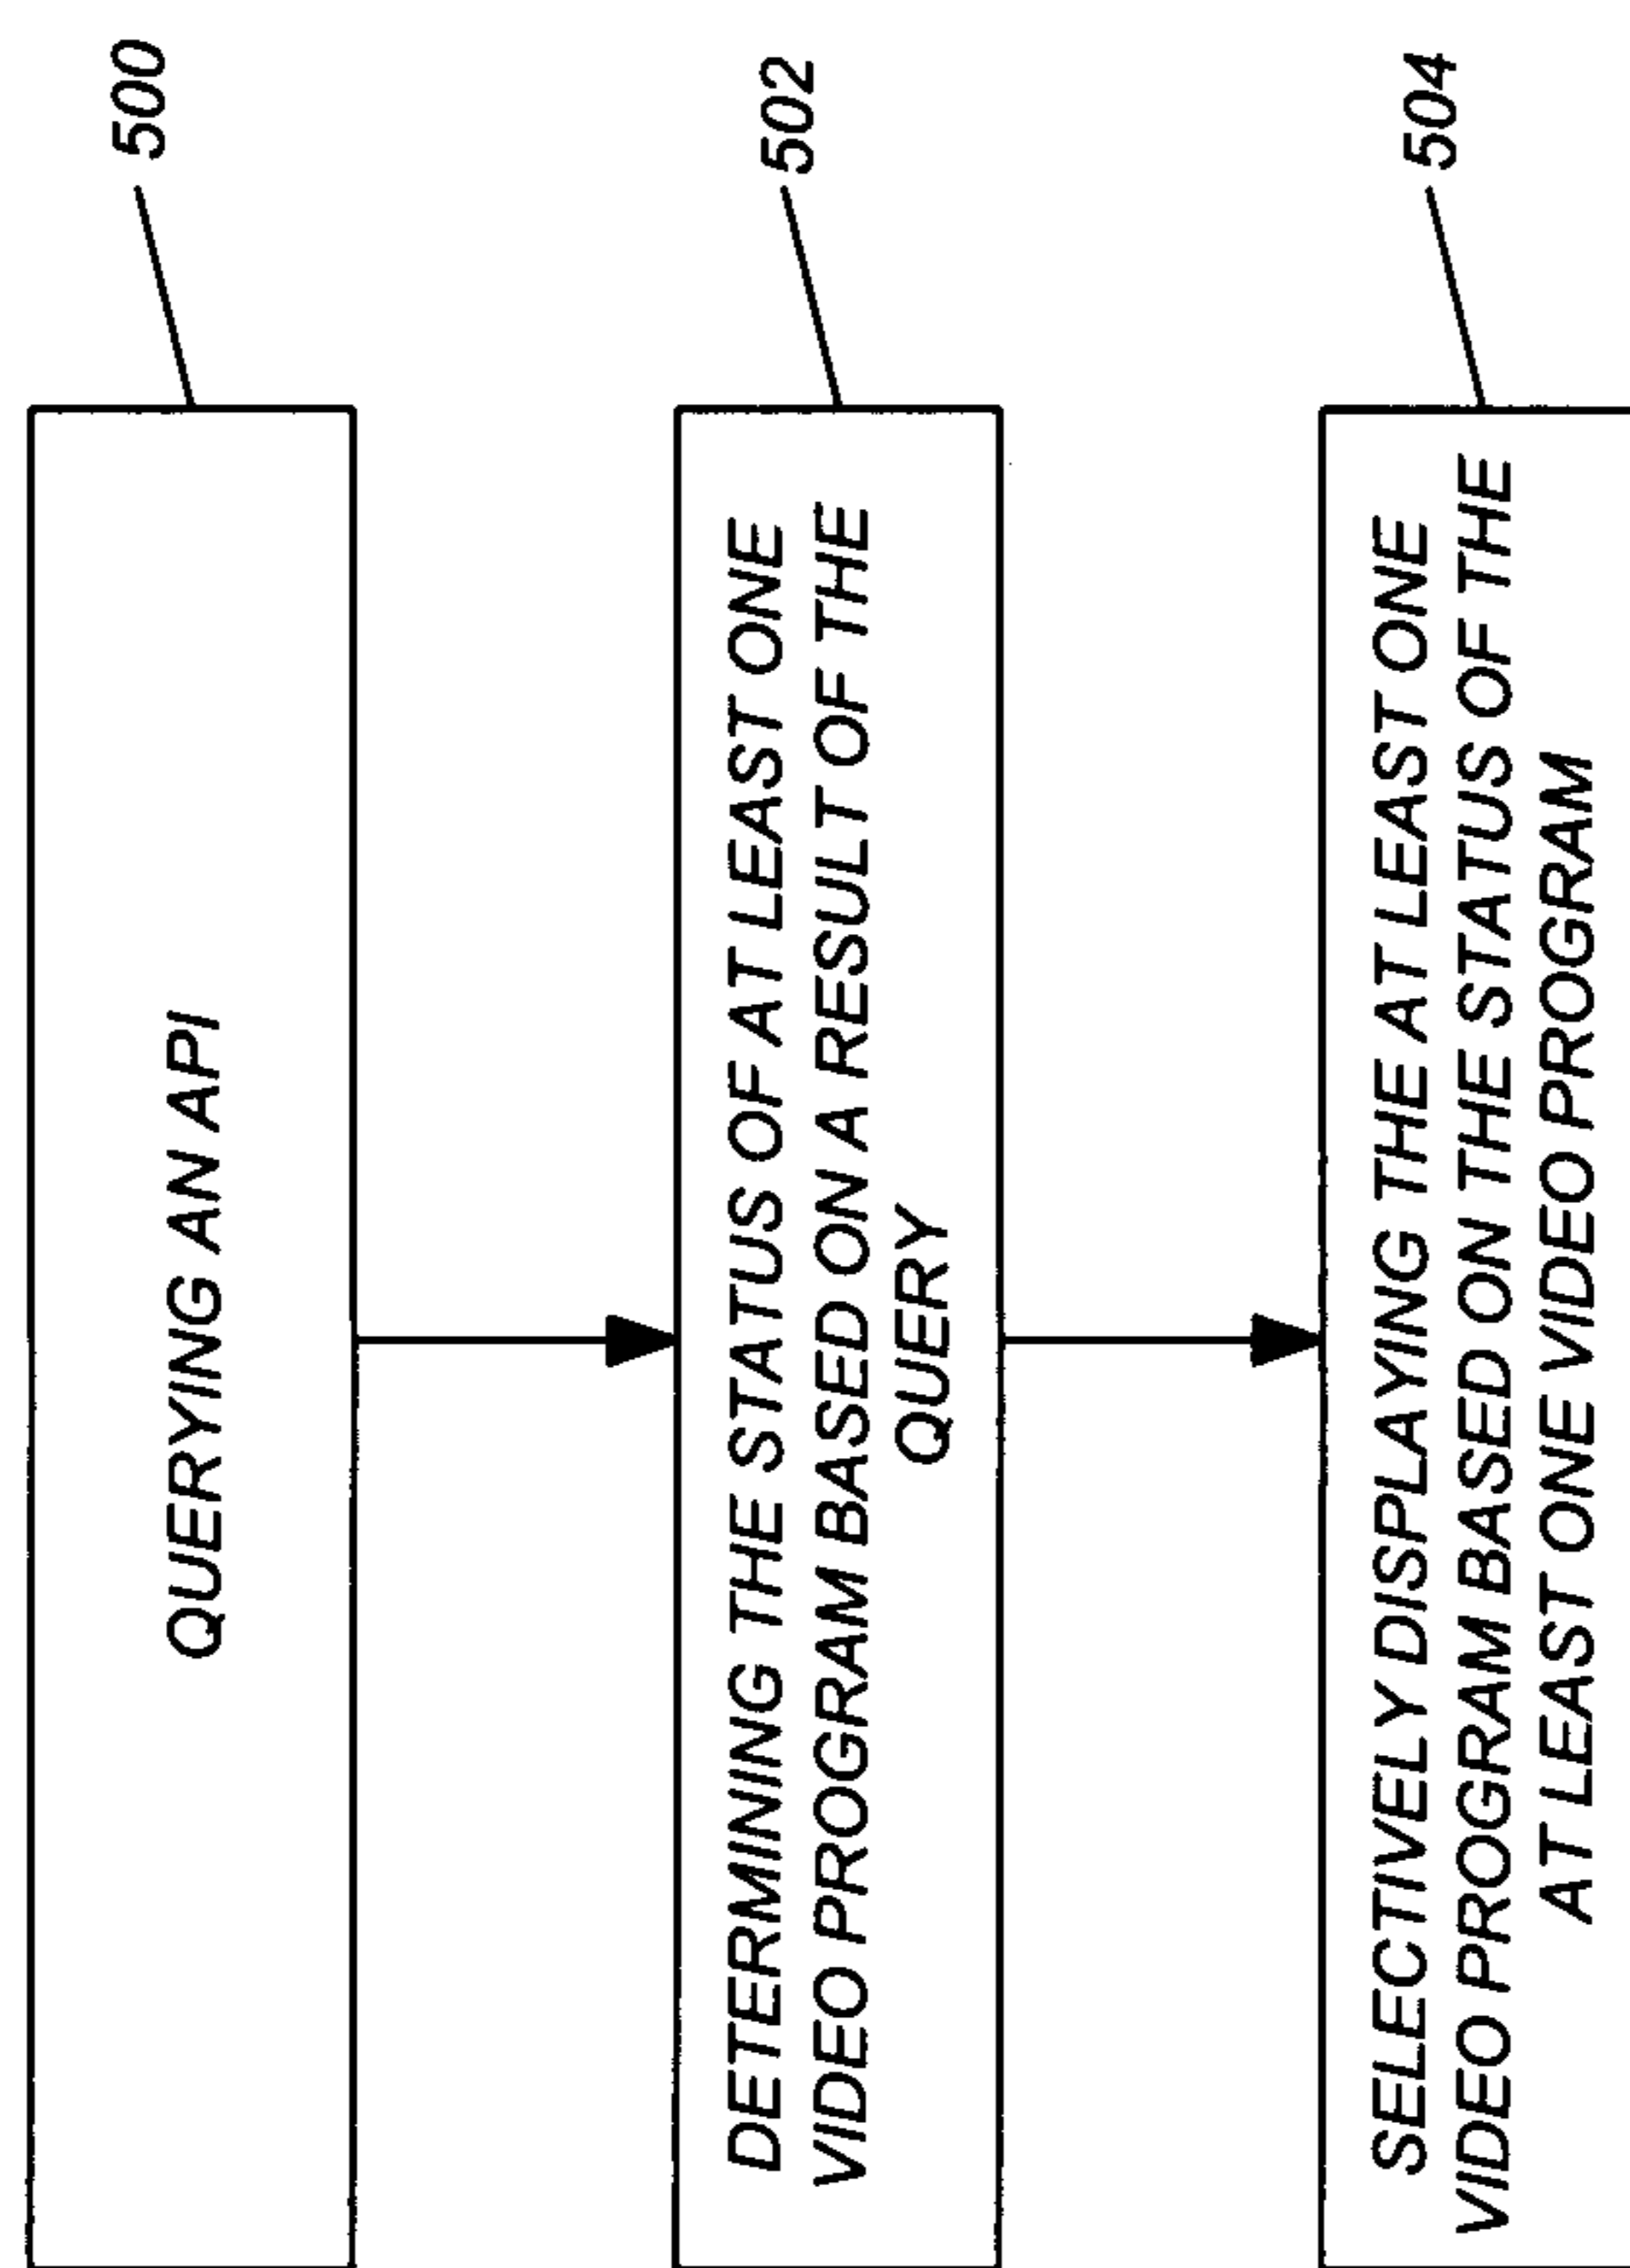 QUERYING AN API
500
DETERMINING THE STATUS OF AT LEAST ONE
VIDEO PROGRAM BASED ON A RESULT OF THE
QUERY
502
SELECTIVELY DISPLAYING THE AT LEAST ONE
VIDEO PROGRAM BASED ON THE STATUS OF THE
AT LEAST ONE VIDEO PROGRAM
504